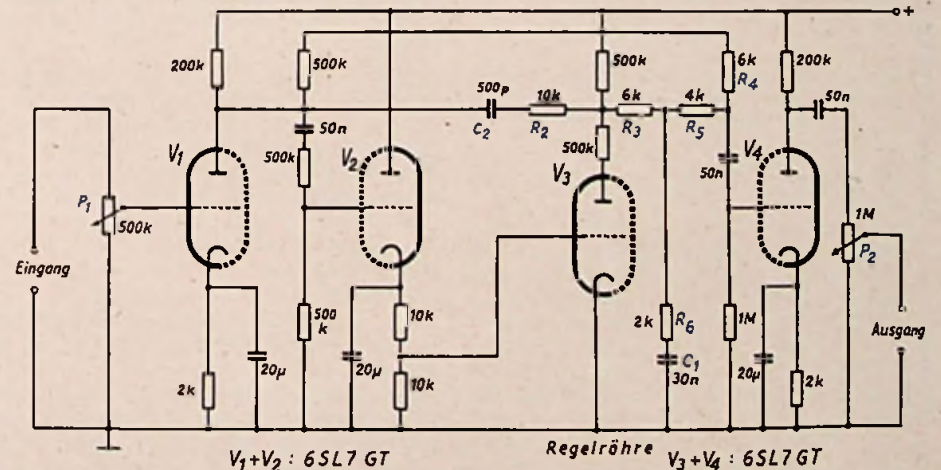 +
200k
500k
500k
6k
R4
200k
500p
C2
10k
R2
6k
R3
4k
R5
50n
50n
500k
500k
50n
V1
V2
V3
V4
P1
500k
1M
P2
Eingang
Ausgang
500
k
10k
10k
2k
R6
C1
30n
1M
2k
20µ
20µ
20µ
2k
Regelröhre
V1+V2 : 6SL7 GT
V3+V4 : 6SL7 GT